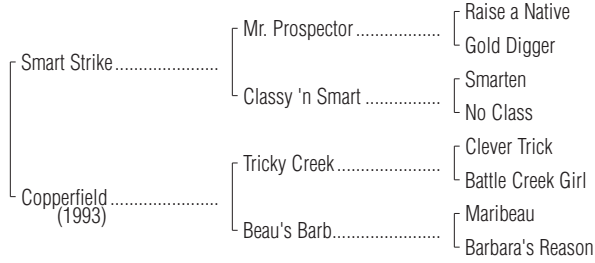 Raise a Native
Mr. Prospector..................
Gold Digger
Smart Strike......................
Smarten
Classy 'n Smart ................
No Class
Clever Trick
Tricky Creek......................
Battle Creek Girl
Copperfield.......................
(1993)
Maribeau
Beau's Barb.......................
Barbara's Reason